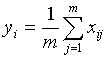 y_i = \frac{1}{m} \sum_{j=1}^{m} x_{ij}